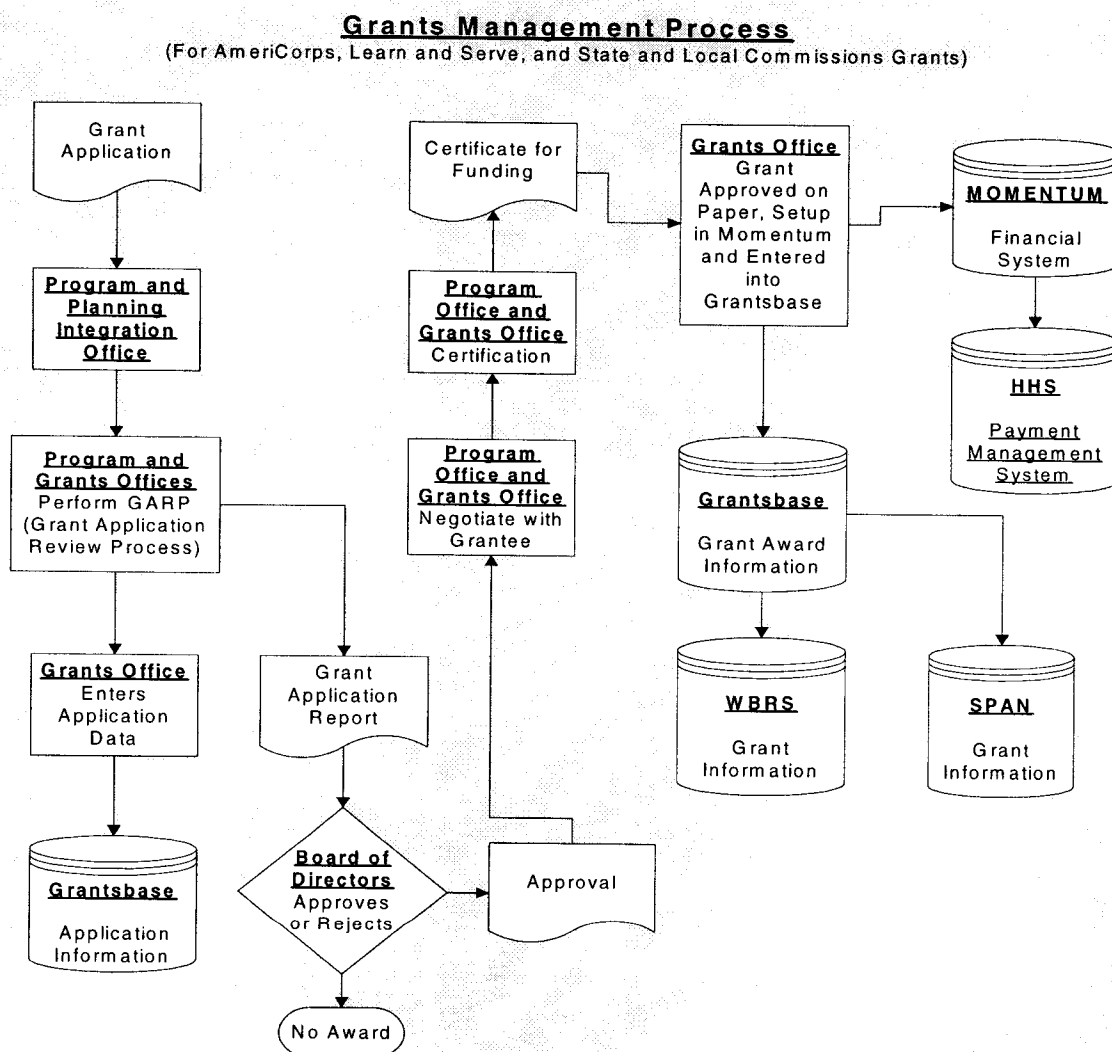 Grants Management Process
(For AmeriCorps, Learn and Serve, and State and Local Commissions Grants)
Grant
Application
Program and
Planning
Integration
Office
Program and
Grants Offices
Perform GARP
(Grant Application
Review Process)
Grants Office
Enters
Application
Data
Grantsbase
Application
Information
Grant
Application
Report
Board of
Directors
Approves
or Rejects
No Award
Approval
Program
Office and
Grants Office
Negotiate with
Grantee
Program
Office and
Grants Office
Certification
Certificate for
Funding
Grants Office
Grant
Approved on
Paper, Setup
in Momentum
and Entered
into
Grantsbase
MOMENTUM
Financial
System
HHS
Payment
Management
System
Grantsbase
Grant Award
Information
WBRS
Grant
Information
SPAN
Grant
Information